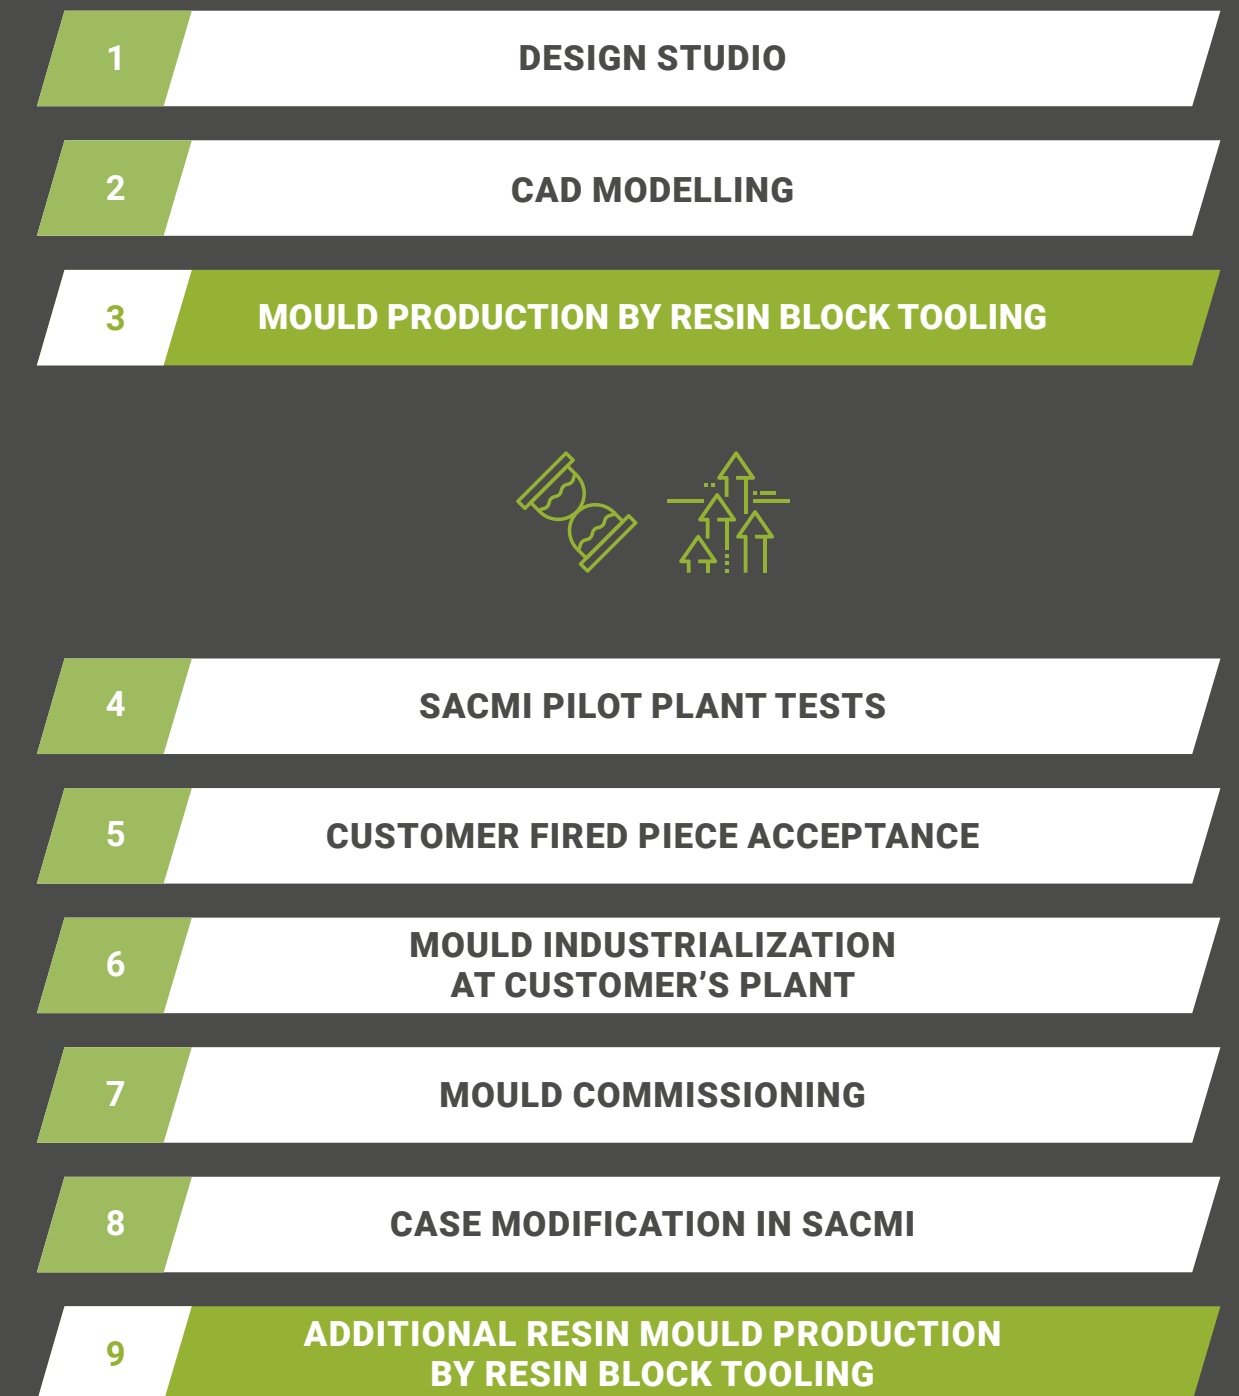 1
DESIGN STUDIO
2
CAD MODELLING
3
MOULD PRODUCTION BY RESIN BLOCK TOOLING
4
SACMI PILOT PLANT TESTS
5
CUSTOMER FIRED PIECE ACCEPTANCE
6
MOULD INDUSTRIALIZATION
AT CUSTOMER’S PLANT
7
MOULD COMMISSIONING
8
CASE MODIFICATION IN SACMI
9
ADDITIONAL RESIN MOULD PRODUCTION
BY RESIN BLOCK TOOLING